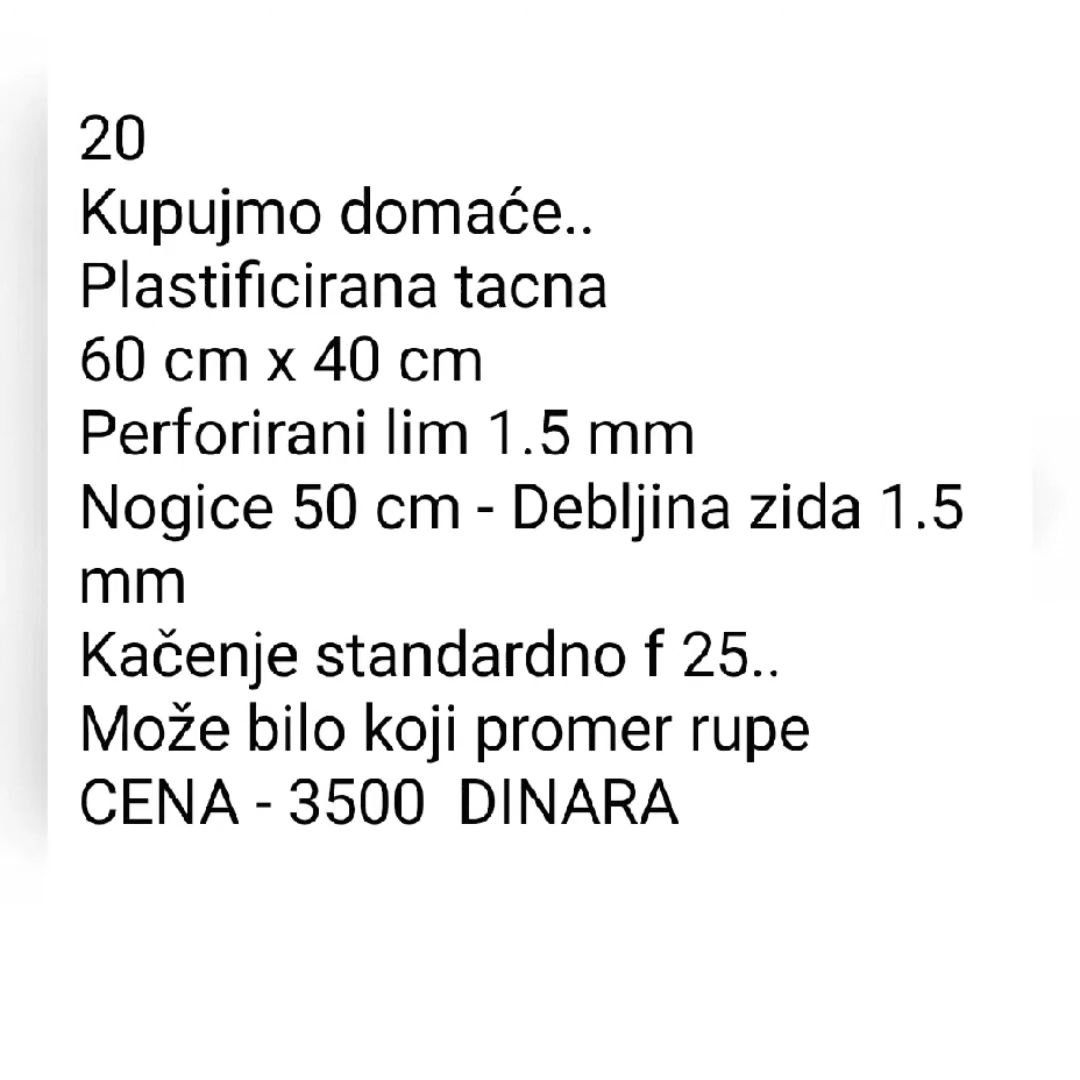 20
Kupujmo domaće..
Plastificirana tacna
60 cm x 40 cm
Perforirani lim 1.5 mm
Nogice 50 cm - Debljina zida 1.5
mm
Kačenje standardno f 25..
Može bilo koji promer rupe
CENA - 3500  DINARA